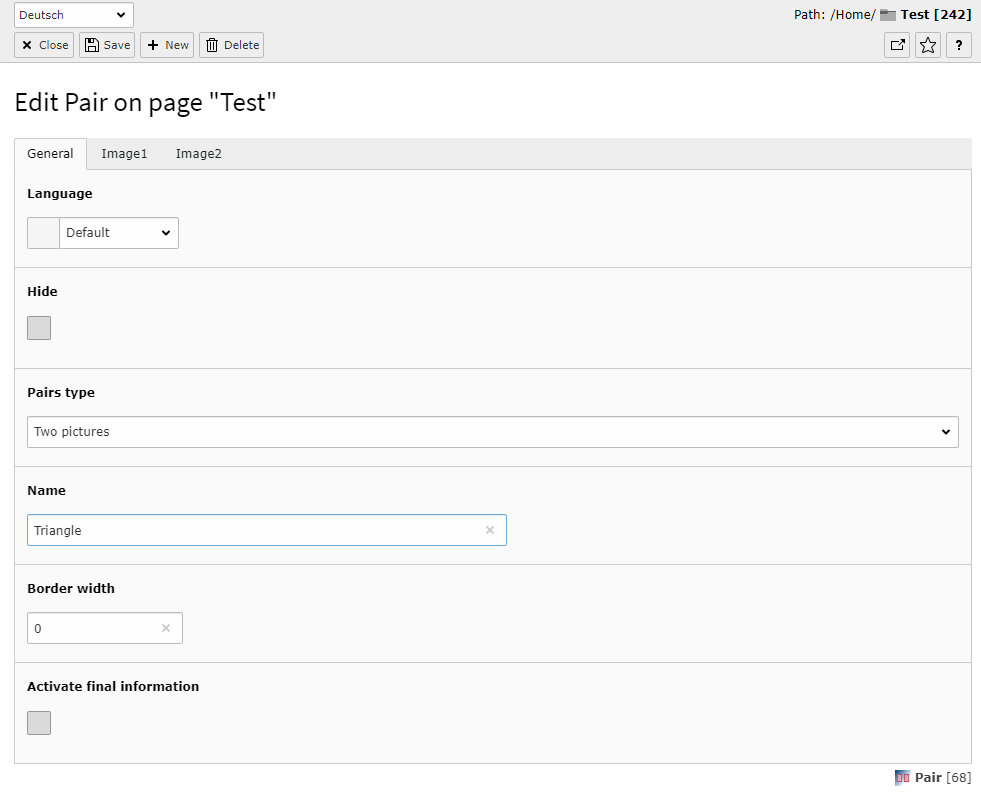 Deutsch
Path: /Home/ Test [242]
Close Save New Delete
?
Edit Pair on page "Test"
General Image1 Image2
Language
Default
Hide
Pairs type
Two pictures
Name
Triangle
Border width
0
Activate final information
Pair [68]